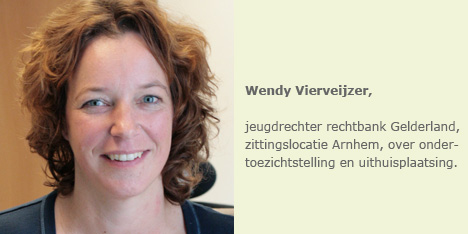 Wendy Vierveijzer,
jeugdrechter rechtbank Gelderland,
zittingslocatie Arnhem, over onder-
toezichtstelling en uithuisplaatsing.